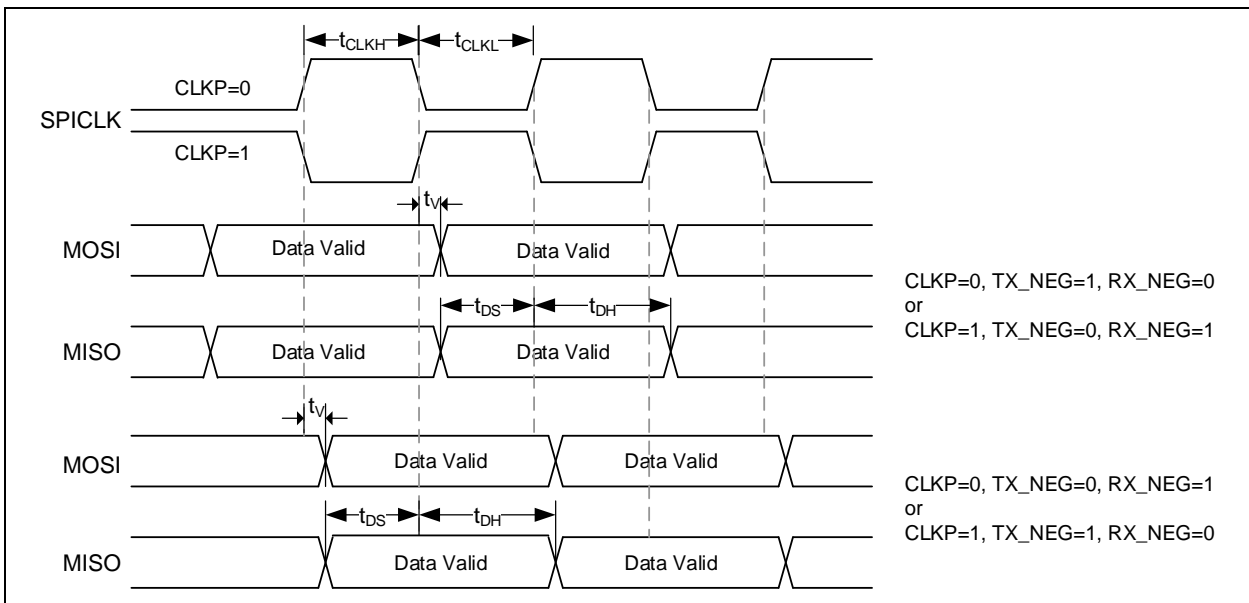 tCLKH
tCLKL
CLKP=0
SPICLK
CLKP=1
tV
MOSI
Data Valid
Data Valid
tDS
tDH
CLKP=0, TX_NEG=1, RX_NEG=0
or
CLKP=1, TX_NEG=0, RX_NEG=1
MISO
Data Valid
Data Valid
tV
MOSI
Data Valid
Data Valid
tDS
tDH
CLKP=0, TX_NEG=0, RX_NEG=1
or
CLKP=1, TX_NEG=1, RX_NEG=0
MISO
Data Valid
Data Valid